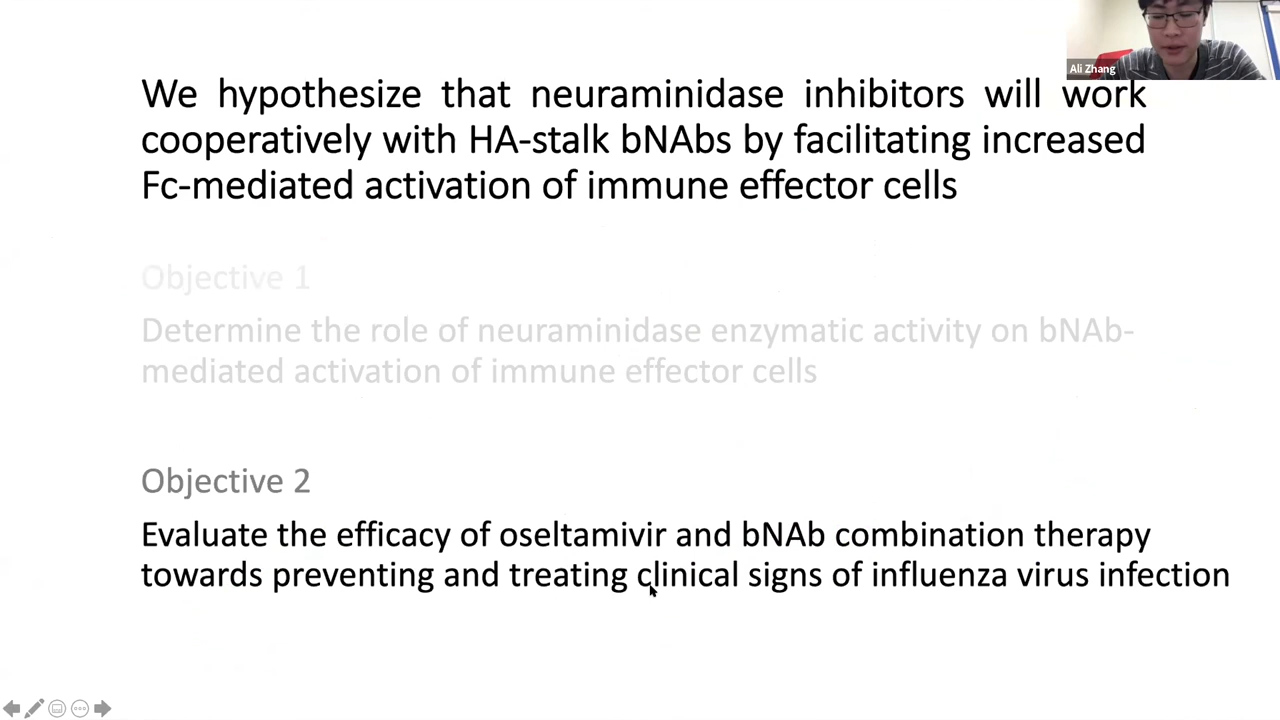 Ali Zhang
We hypothesize that neuraminidase inhibitors will work
cooperatively with HA-stalk bNAbs by facilitating increased
Fc-mediated activation of immune effector cells
Objective 1
Determine the role of neuraminidase enzymatic activity on bNAb-
mediated activation of immune effector cells
Objective 2
Evaluate the efficacy of oseltamivir and bNAb combination therapy
towards preventing and treating clinical signs of influenza virus infection